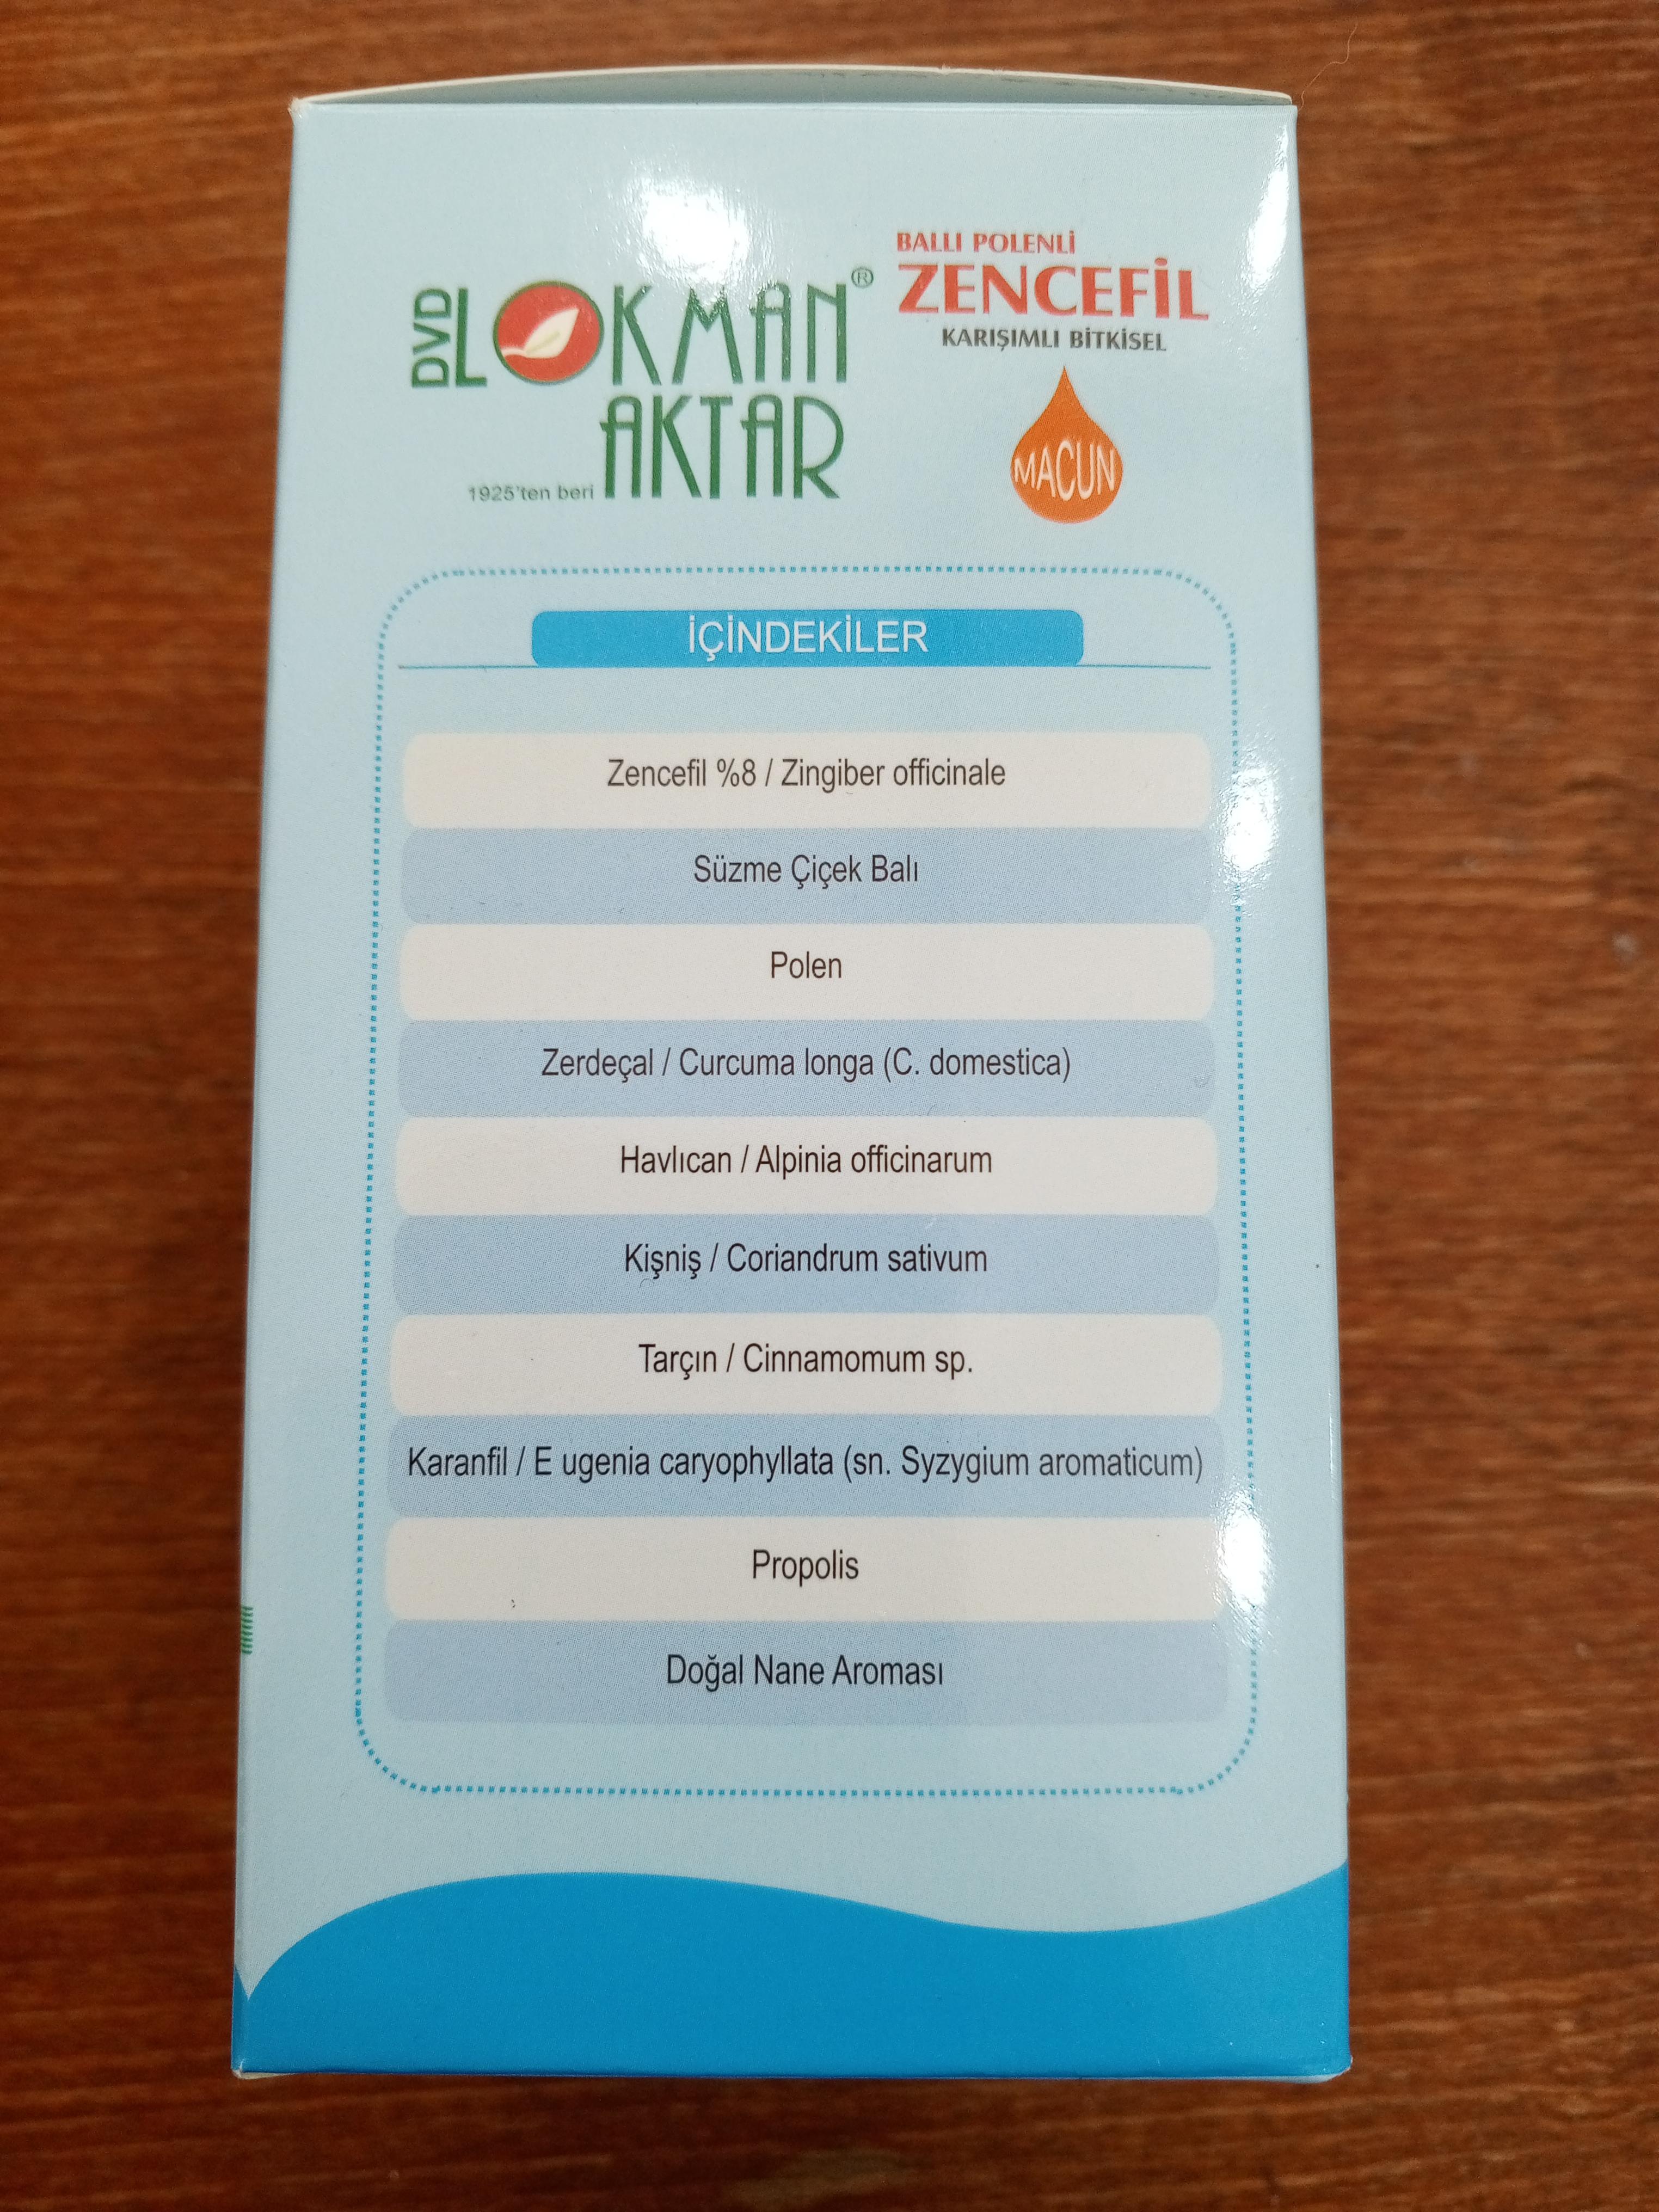 DVD LOKMAN®
AKTAR
1925'ten beri
BALLI POLENLİ
ZENCEFİL
KARIŞIMLI BİTKİSEL
MACUN
İÇİNDEKİLER
Zencefil %8 / Zingiber officinale
Süzme Çiçek Balı
Polen
Zerdeçal / Curcuma longa (C. domestica)
Havlıcan / Alpinia officinarum
Kişniş / Coriandrum sativum
Tarçın / Cinnamomum sp.
Karanfil / E ugenia caryophyllata (sn. Syzygium aromaticum)
Propolis
Doğal Nane Aroması